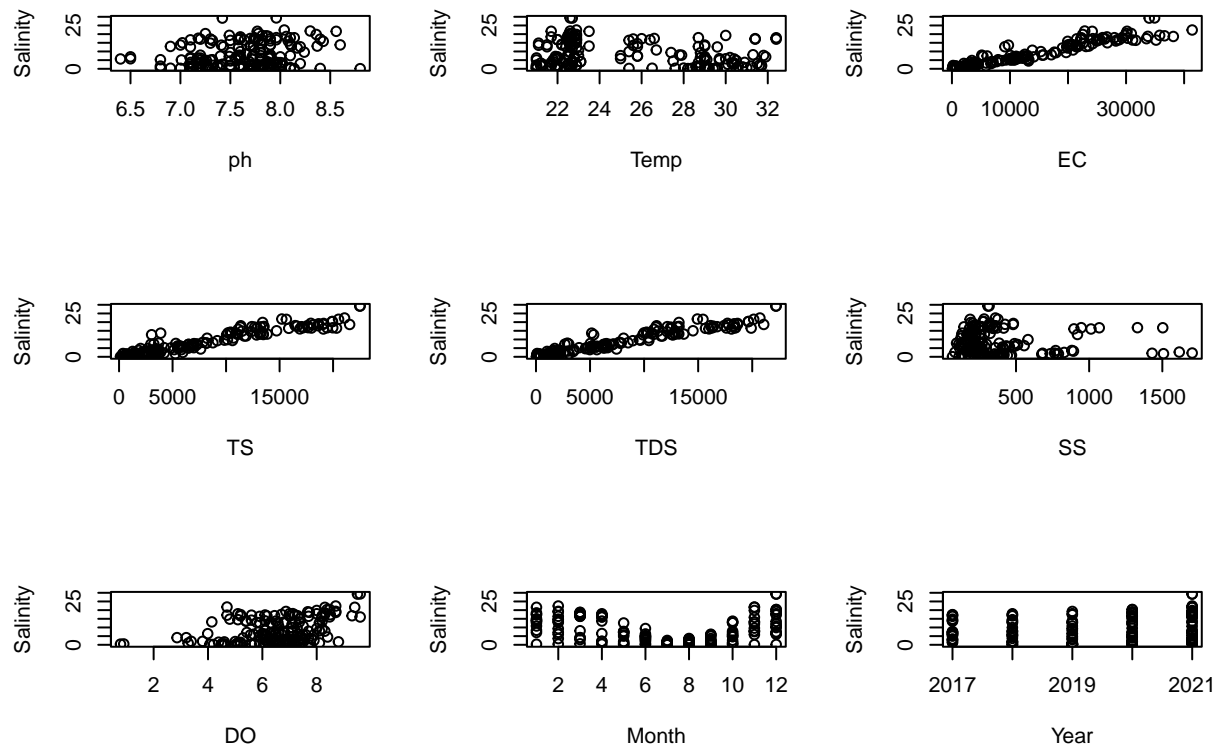 Salinity
0 25
6.5 7.0 7.5 8.0 8.5
ph
Salinity
0 25
22 24 26 28 30 32
Temp
Salinity
0 25
0 10000 30000
EC
Salinity
0 25
0 5000 15000
TS
Salinity
0 25
0 5000 15000
TDS
Salinity
0 25
500 1000 1500
SS
Salinity
0 25
2 4 6 8
DO
Salinity
0 25
2 4 6 8 10 12
Month
Salinity
0 25
2017 2019 2021
Year